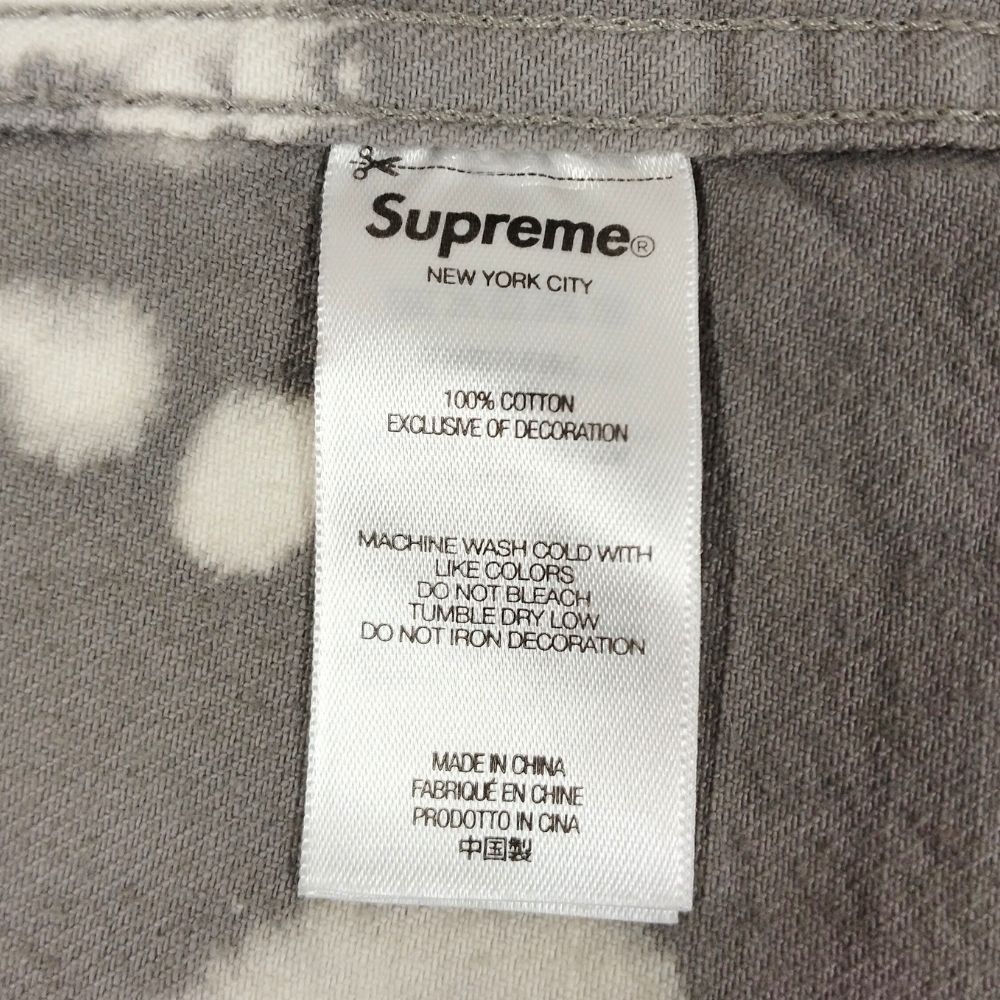 Supreme®
NEW YORK CITY
100% COTTON
EXCLUSIVE OF DECORATION
MACHINE WASH COLD WITH
LIKE COLORS
DO NOT BLEACH
TUMBLE DRY LOW
DO NOT IRON DECORATION
MADE IN CHINA
FABRIQUÉ EN CHINE
PRODOTTO IN CINA
中国製